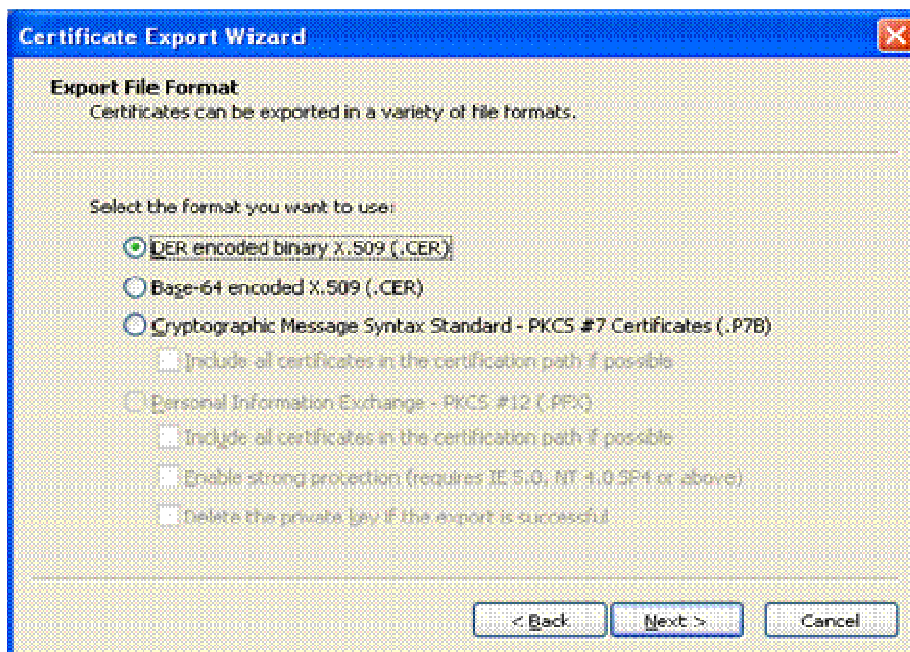 Certificate Export Wizard
Export File Format
Certificates can be exported in a variety of file formats.
Select the format you want to use:
DER encoded binary X.509 (.CER)
Base-64 encoded X.509 (.CER)
Cryptographic Message Syntax Standard - PKCS #7 Certificates (.P7B)
Include all certificates in the certification path if possible
Personal Information Exchange - PKCS #12 (.PFX)
Include all certificates in the certification path if possible
Enable strong protection (requires IE 5.0, NT 4.0 SP4 or above)
Delete the private key if the export is successful
< Back
Next >
Cancel